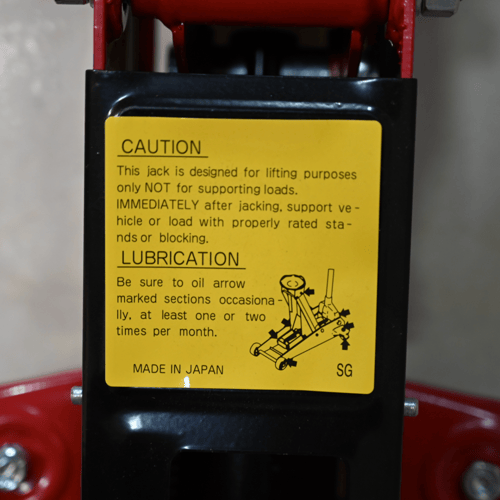 CAUTION
This jack is designed for lifting purposes
only NOT for supporting loads.
IMMEDIATELY after jacking, support ve-
hicle or load with properly rated sta-
nds or blocking.
LUBRICATION
Be sure to oil arrow
marked sections occasiona-
lly, at least one or two
times per month.
MADE IN JAPAN
SG